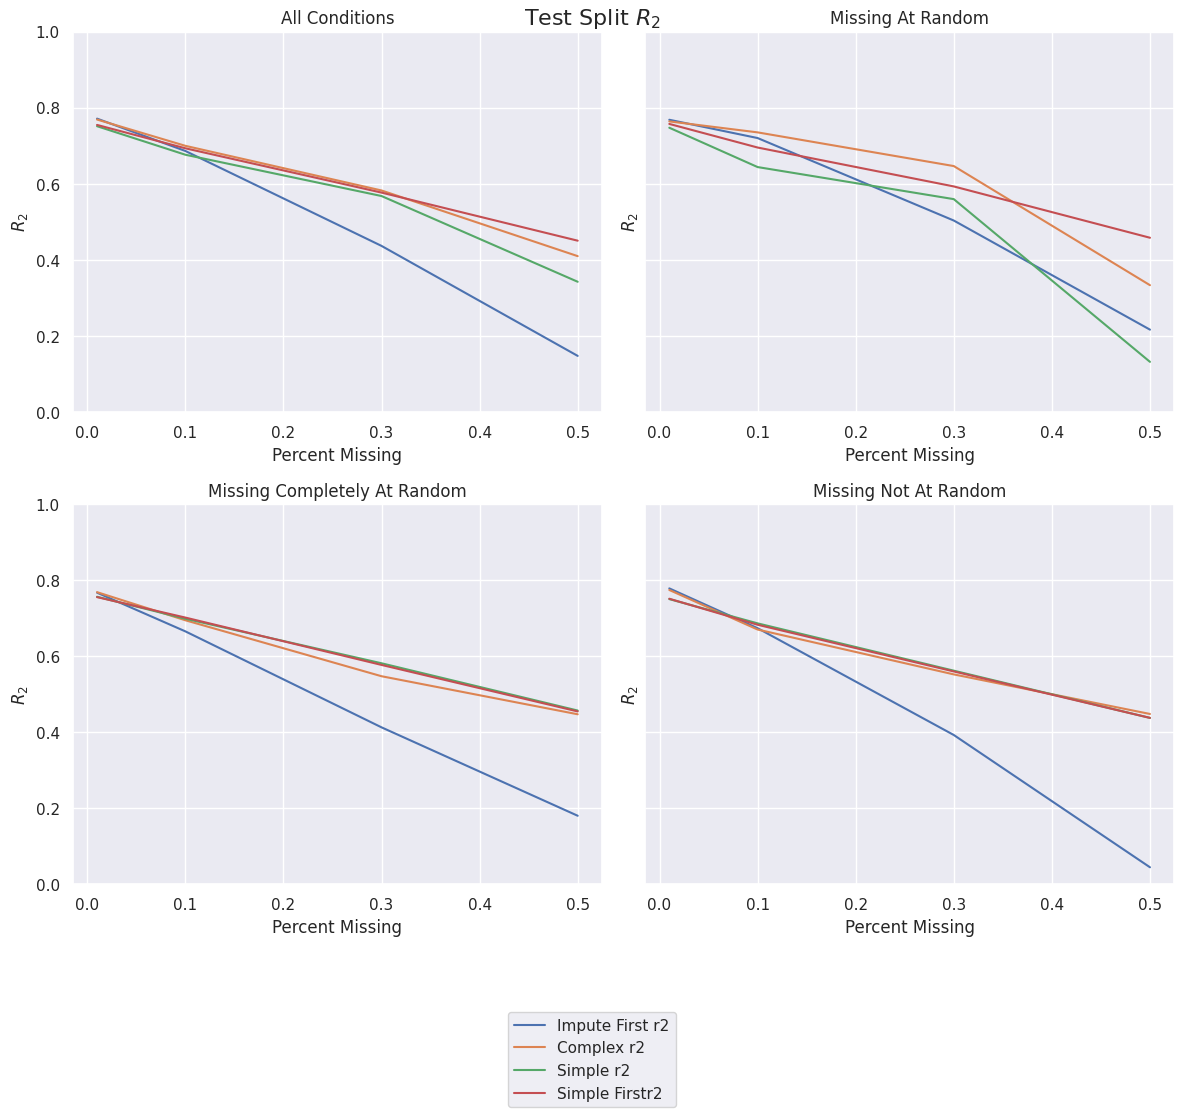 Test Split $R_2$
All Conditions
Missing At Random
1.0
0.8
0.6
0.4
0.2
0.0
R₂
R₂
0.0 0.1 0.2 0.3 0.4 0.5
0.0 0.1 0.2 0.3 0.4 0.5
Percent Missing
Percent Missing
Missing Completely At Random
Missing Not At Random
1.0
0.8
0.6
0.4
0.2
0.0
R₂
R₂
0.0 0.1 0.2 0.3 0.4 0.5
0.0 0.1 0.2 0.3 0.4 0.5
Percent Missing
Percent Missing
Impute First r2
Complex r2
Simple r2
Simple Firstr2